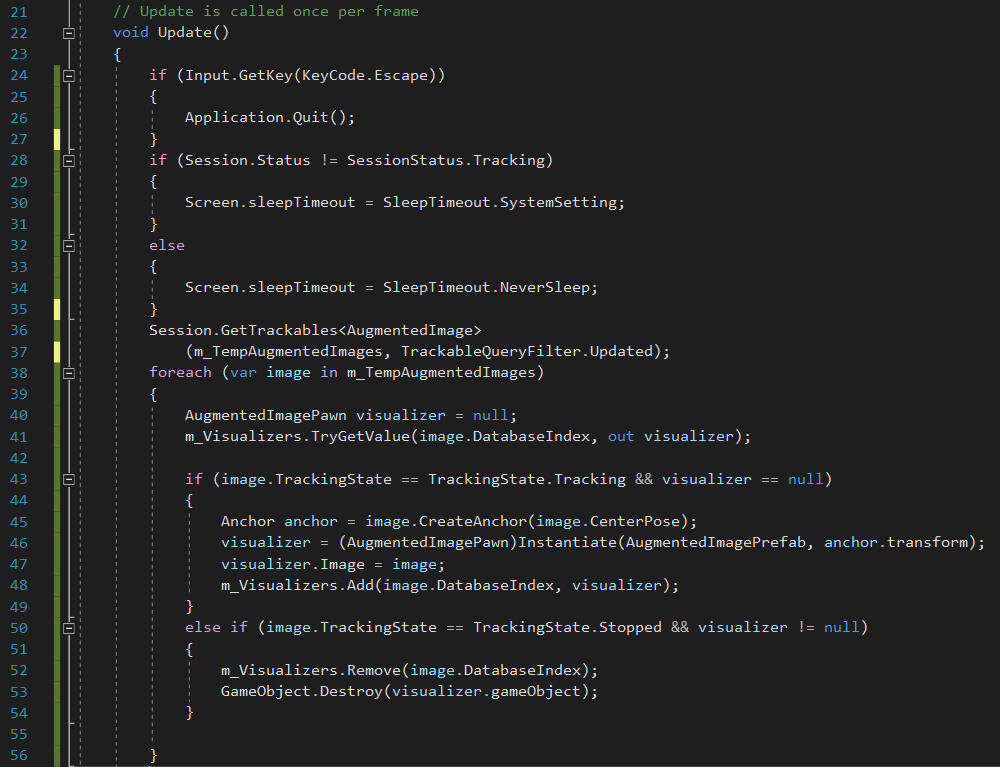 21 // Update is called once per frame
22 void Update()
23 {
24 if (Input.GetKey(KeyCode.Escape))
25 {
26 Application.Quit();
27 }
28 if (Session.Status != SessionStatus.Tracking)
29 {
30 Screen.sleepTimeout = SleepTimeout.SystemSetting;
31 }
32 else
33 {
34 Screen.sleepTimeout = SleepTimeout.NeverSleep;
35 }
36 Session.GetTrackables<AugmentedImage>
37 (m_TempAugmentedImages, TrackableQueryFilter.Updated);
38 foreach (var image in m_TempAugmentedImages)
39 {
40 AugmentedImagePawn visualizer = null;
41 m_Visualizers.TryGetValue(image.DatabaseIndex, out visualizer);
42
43 if (image.TrackingState == TrackingState.Tracking && visualizer == null)
44 {
45 Anchor anchor = image.CreateAnchor(image.CenterPose);
46 visualizer = (AugmentedImagePawn)Instantiate(AugmentedImagePrefab, anchor.transform);
47 visualizer.Image = image;
48 m_Visualizers.Add(image.DatabaseIndex, visualizer);
49 }
50 else if (image.TrackingState == TrackingState.Stopped && visualizer != null)
51 {
52 m_Visualizers.Remove(image.DatabaseIndex);
53 GameObject.Destroy(visualizer.gameObject);
54 }
55
56 }